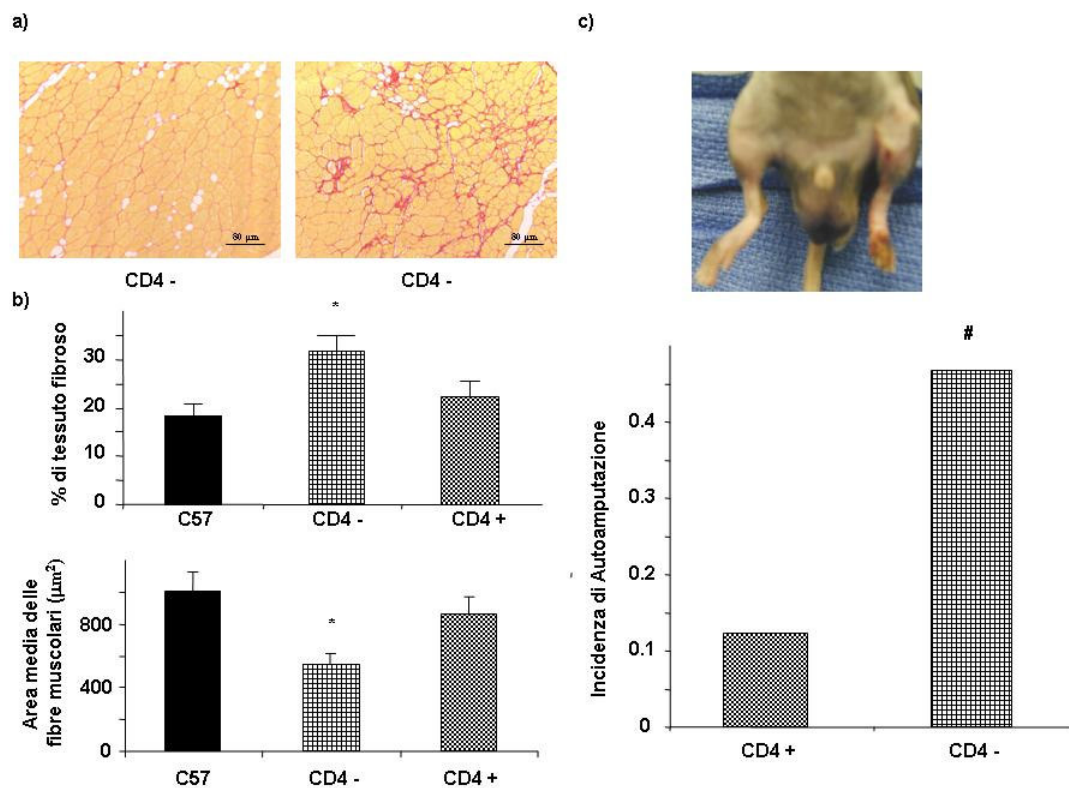 a)
80 µm
80 µm
CD4 -
CD4 -
b)
% di tessuto fibroso
30
20
10
0
*
C57
CD4 -
CD4 +
Area media delle
fibre muscolari (µm²)
800
400
0
*
C57
CD4 -
CD4 +
c)
#
Incidenza di Autoamputazione
0.4
0.3
0.2
0.1
0
CD4 +
CD4 -